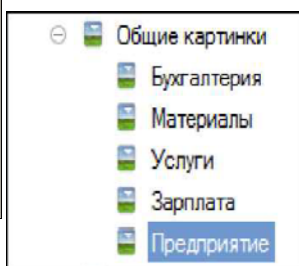 Общие картинки
Бухгалтерия
Материалы
Услуги
Зарплата
Предприятие